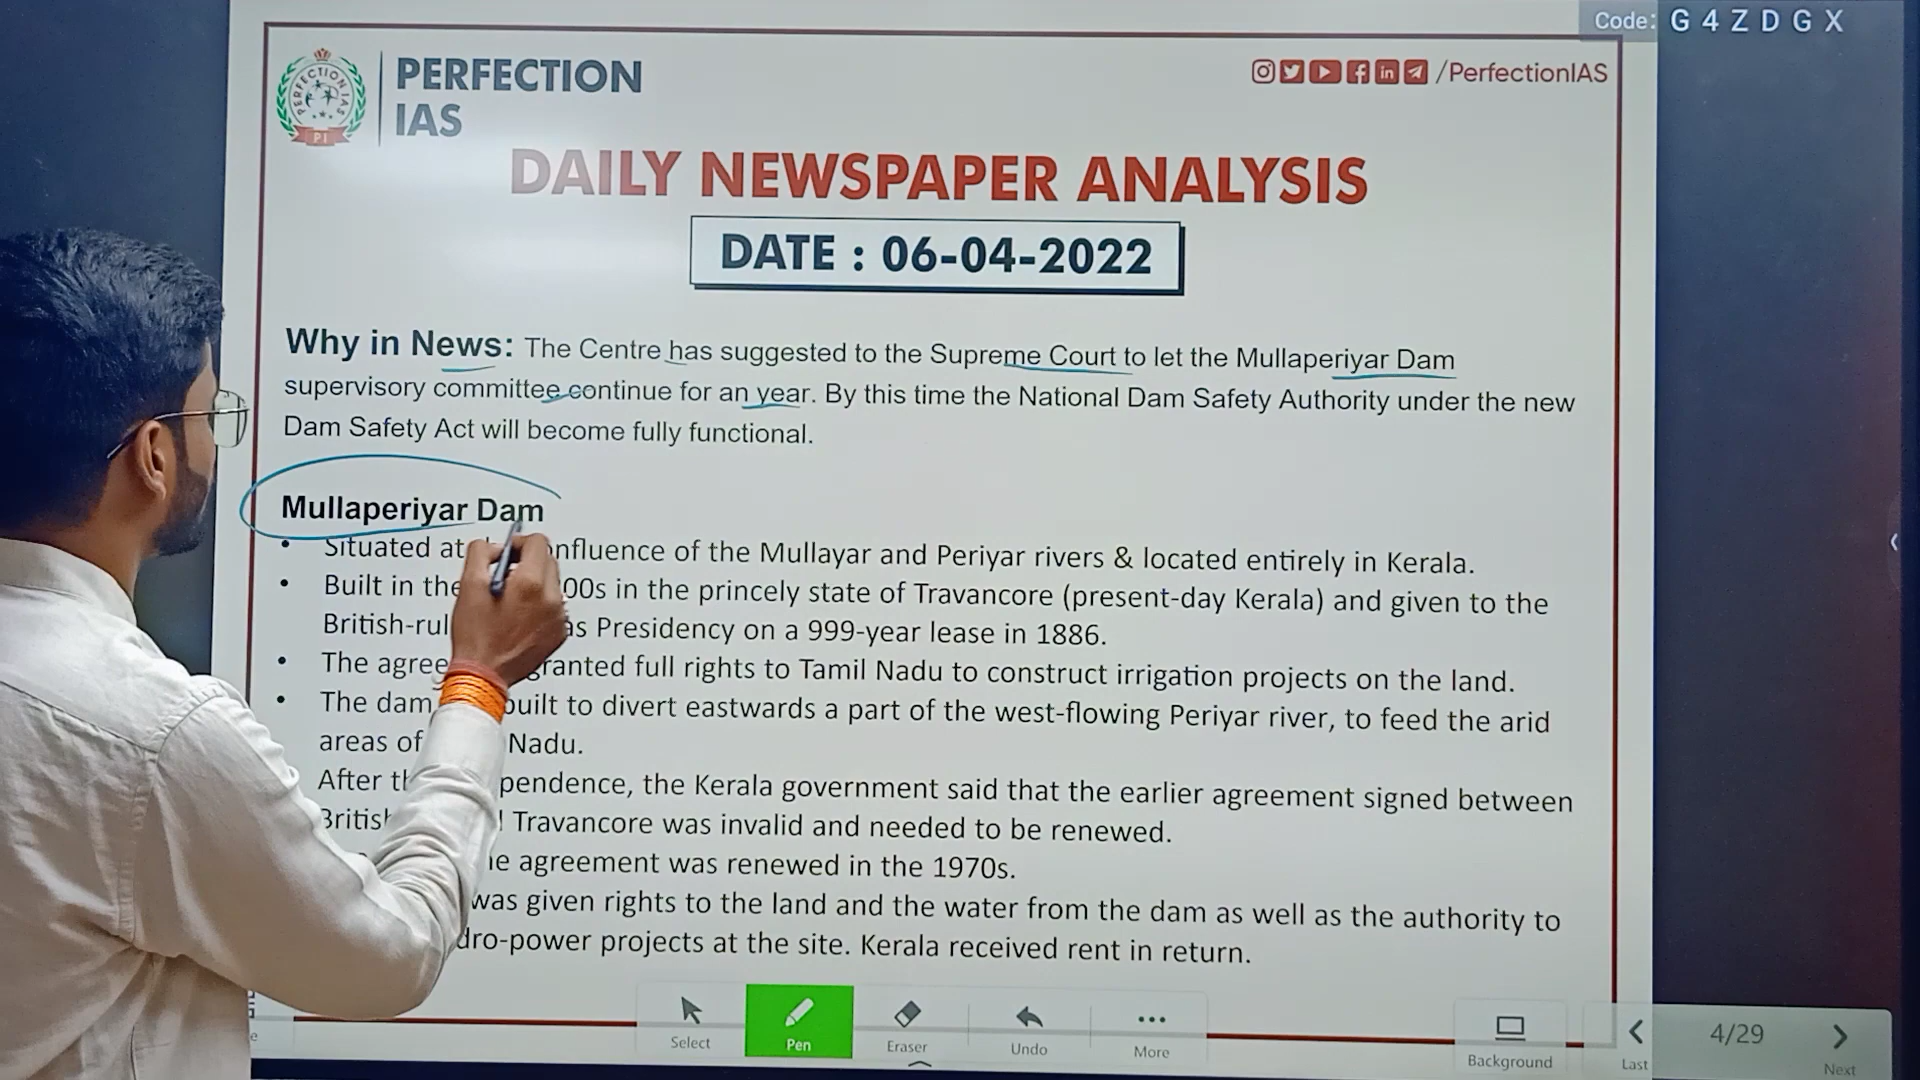 Code: G 4 Z D G X
PERFECTION IAS
P I
PERFECTION
IAS
/PerfectionIAS
DAILY NEWSPAPER ANALYSIS
DATE : 06-04-2022
Why in News: The Centre has suggested to the Supreme Court to let the Mullaperiyar Dam
supervisory committee continue for an year. By this time the National Dam Safety Authority under the new
Dam Safety Act will become fully functional.
Mullaperiyar Dam
• Situated at nfluence of the Mullayar and Periyar rivers & located entirely in Kerala.
• Built in the 00s in the princely state of Travancore (present-day Kerala) and given to the
British-rul as Presidency on a 999-year lease in 1886.
• The agree granted full rights to Tamil Nadu to construct irrigation projects on the land.
• The dam built to divert eastwards a part of the west-flowing Periyar river, to feed the arid
areas of Nadu.
After th pendence, the Kerala government said that the earlier agreement signed between
British Travancore was invalid and needed to be renewed.
he agreement was renewed in the 1970s.
was given rights to the land and the water from the dam as well as the authority to
dro-power projects at the site. Kerala received rent in return.
Select
Pen
Eraser
Undo
More
Background
Last
4/29
Next